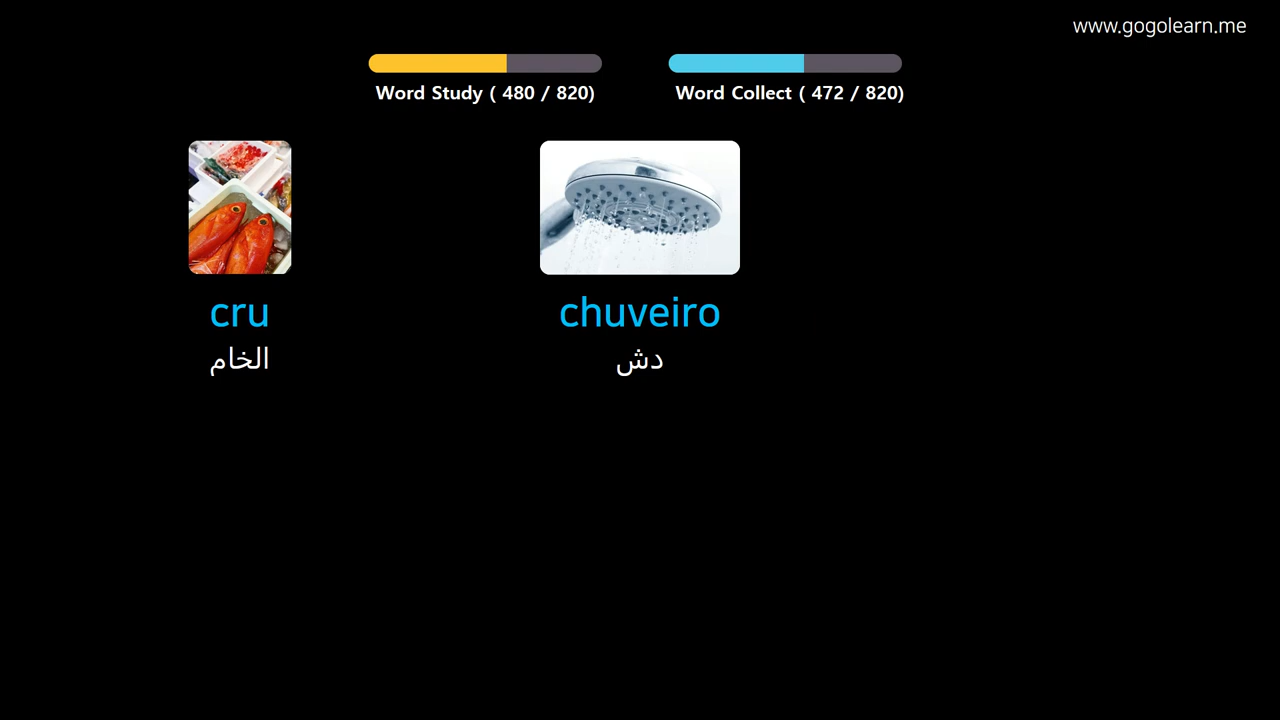 www.gogolearn.me
Word Study ( 480 / 820)
Word Collect ( 472 / 820)
cru
الخام
chuveiro
دش